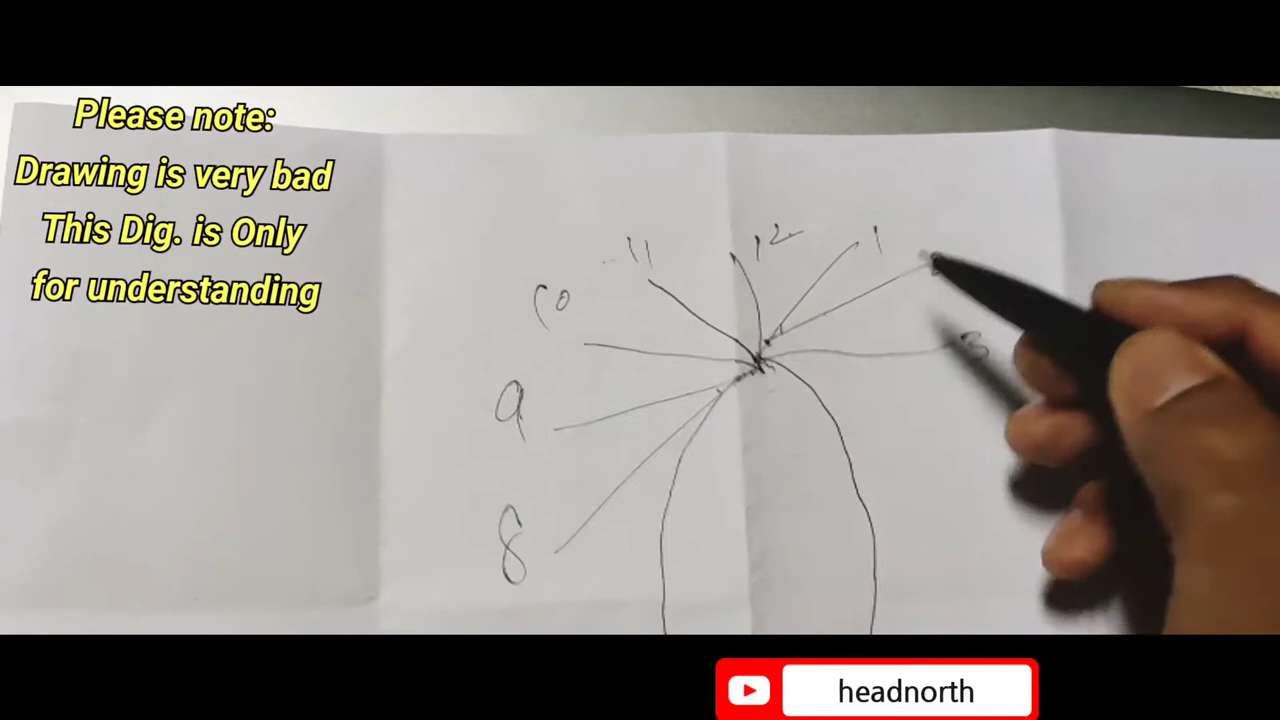 Please note:
Drawing is very bad
This Dig. is Only
for understanding
11
12
1
10
3
9
8
headnorth